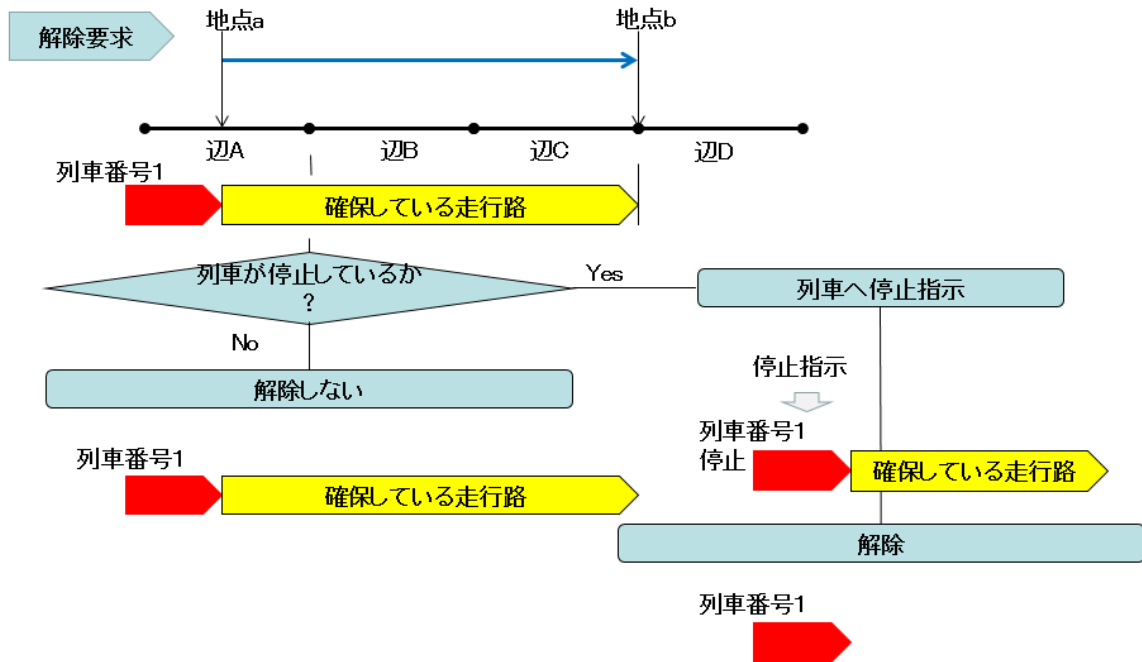 解除要求
地点a
地点b
辺A
辺B
辺C
辺D
列車番号1
確保している走行路
列車が停止しているか
?
Yes
列車へ停止指示
No
解除しない
停止指示
列車番号1
停止
確保している走行路
列車番号1
確保している走行路
解除
列車番号1